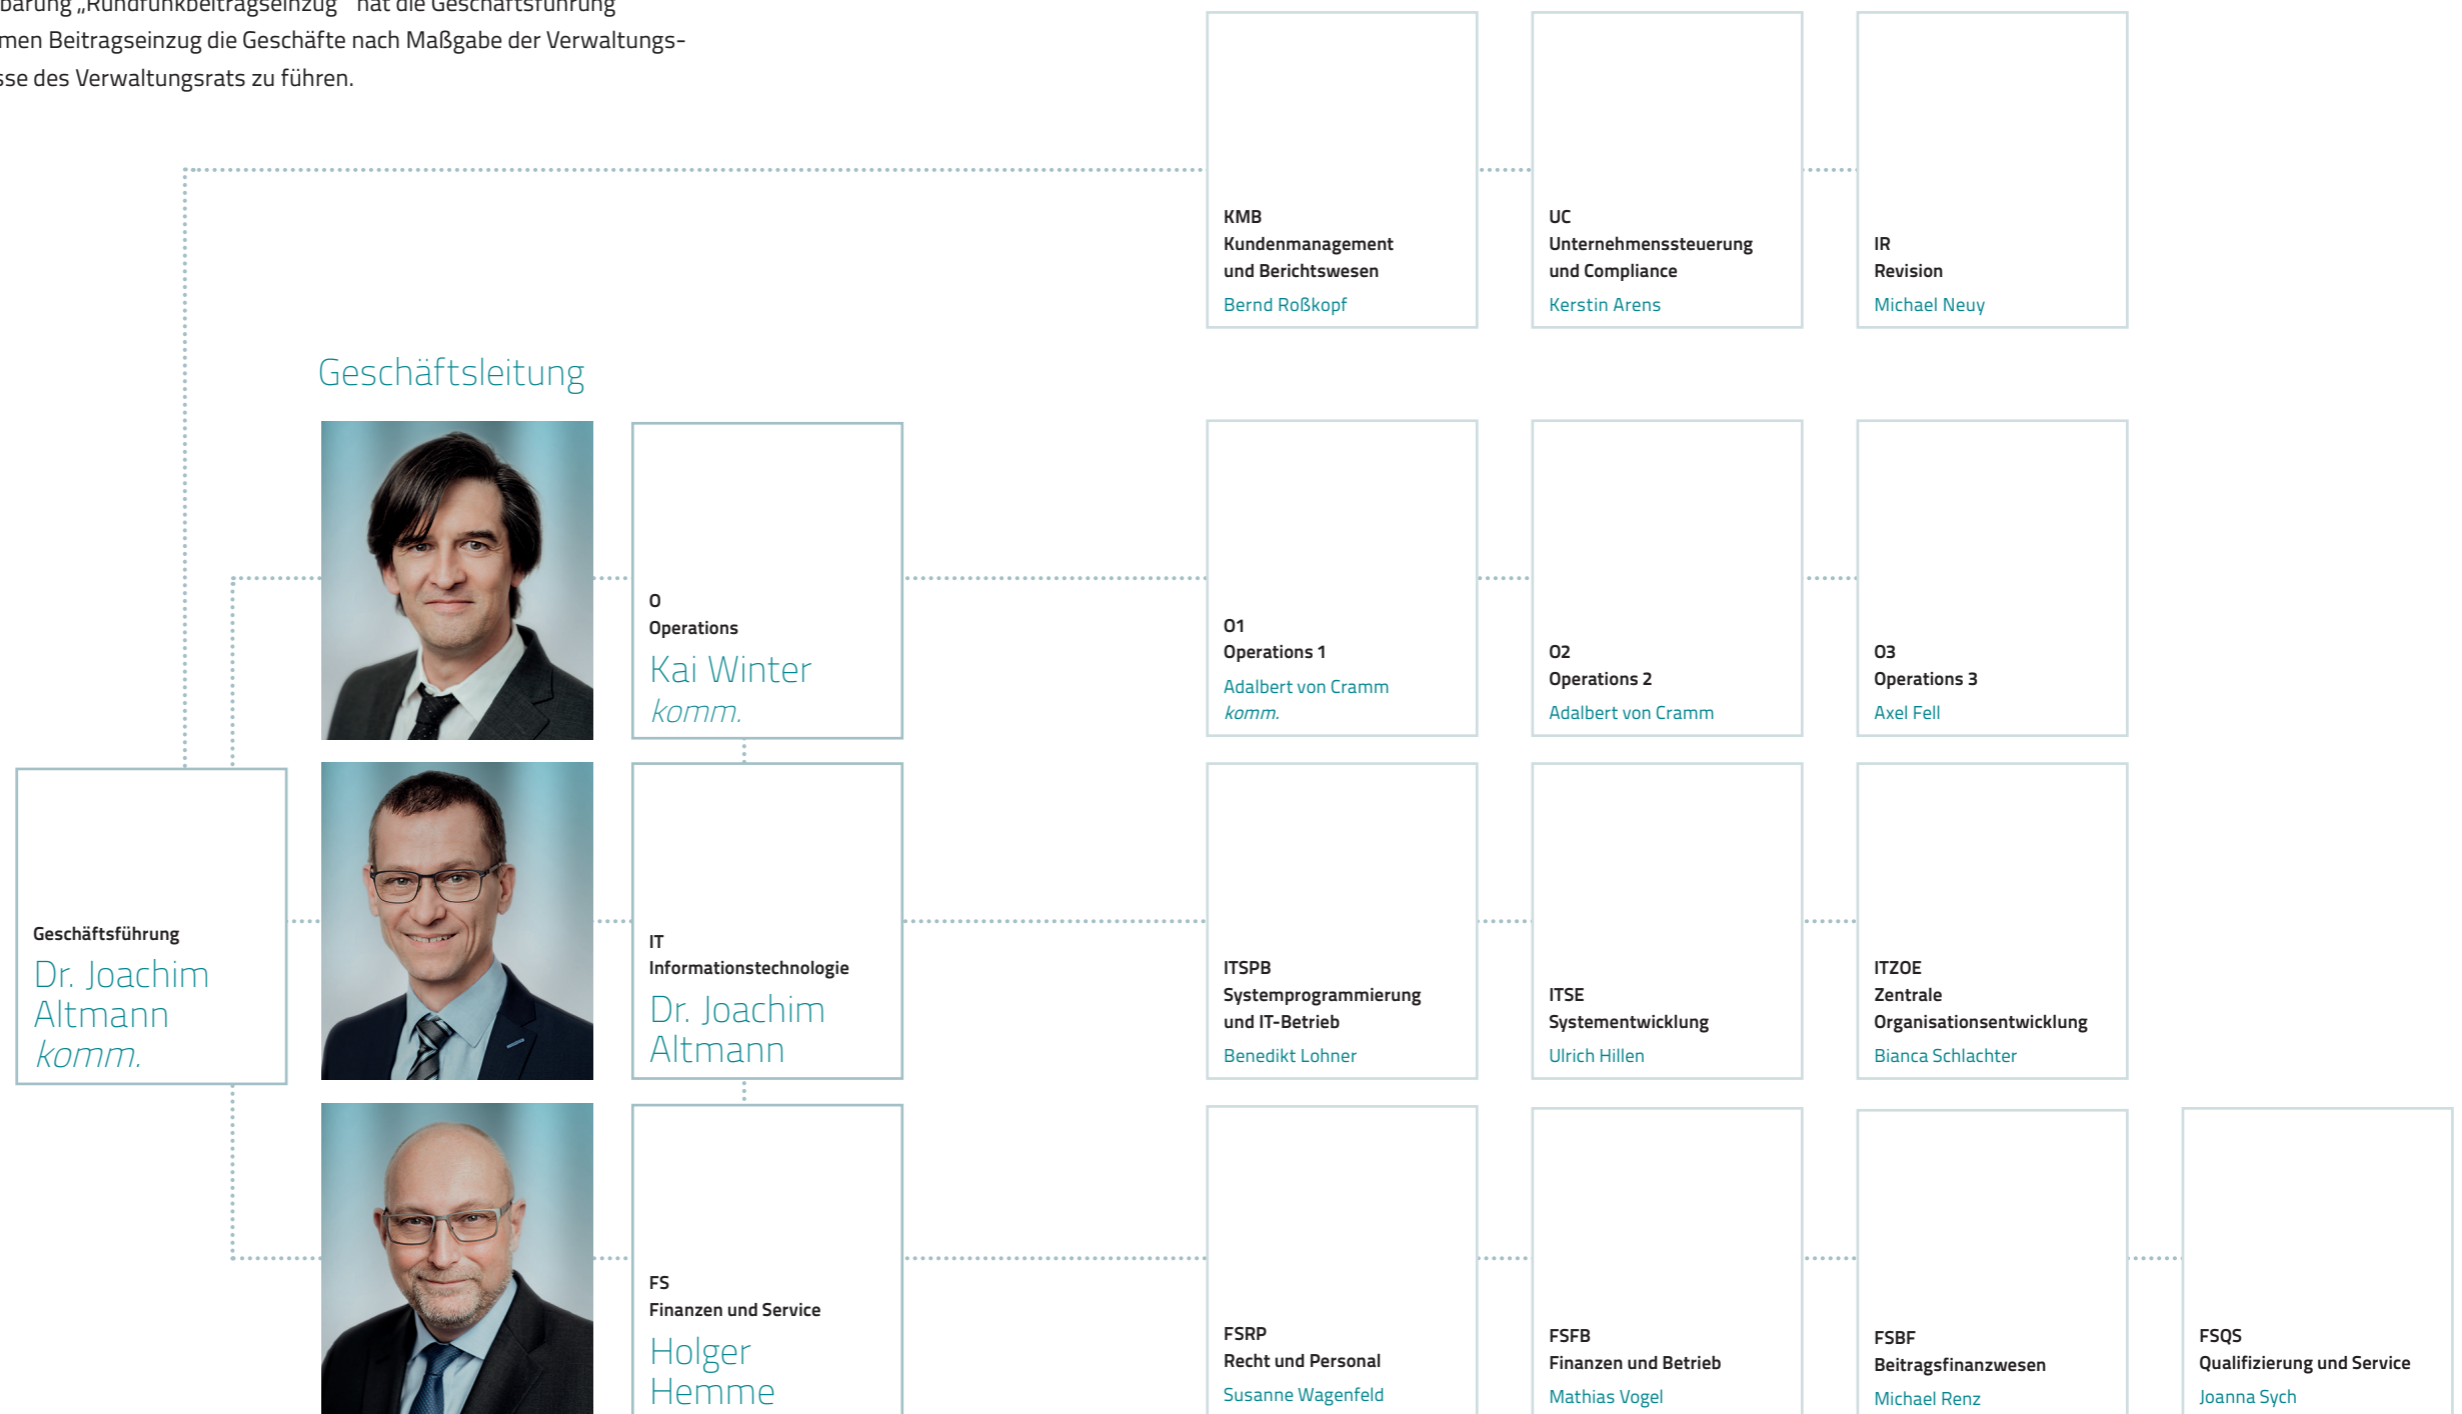 barung „Rundfunkbeitragseinzug“ hat die Geschäftsführung
men Beitragseinzug die Geschäfte nach Maßgabe der Verwaltungs-
sse des Verwaltungsrats zu führen.
KMB
Kundenmanagement
und Berichtswesen
Bernd Roßkopf
UC
Unternehmenssteuerung
und Compliance
Kerstin Arens
IR
Revision
Michael Neuy
Geschäftsleitung
O
Operations
Kai Winter
komm.
O1
Operations 1
Adalbert von Cramm
komm.
O2
Operations 2
Adalbert von Cramm
O3
Operations 3
Axel Fell
Geschäftsführung
Dr. Joachim
Altmann
komm.
IT
Informationstechnologie
Dr. Joachim
Altmann
ITSPB
Systemprogrammierung
und IT-Betrieb
Benedikt Lohner
ITSE
Systementwicklung
Ulrich Hillen
ITZOE
Zentrale
Organisationsentwicklung
Bianca Schlachter
FS
Finanzen und Service
Holger
Hemme
FSRP
Recht und Personal
Susanne Wagenfeld
FSFB
Finanzen und Betrieb
Mathias Vogel
FSBF
Beitragsfinanzwesen
Michael Renz
FSQS
Qualifizierung und Service
Joanna Sych